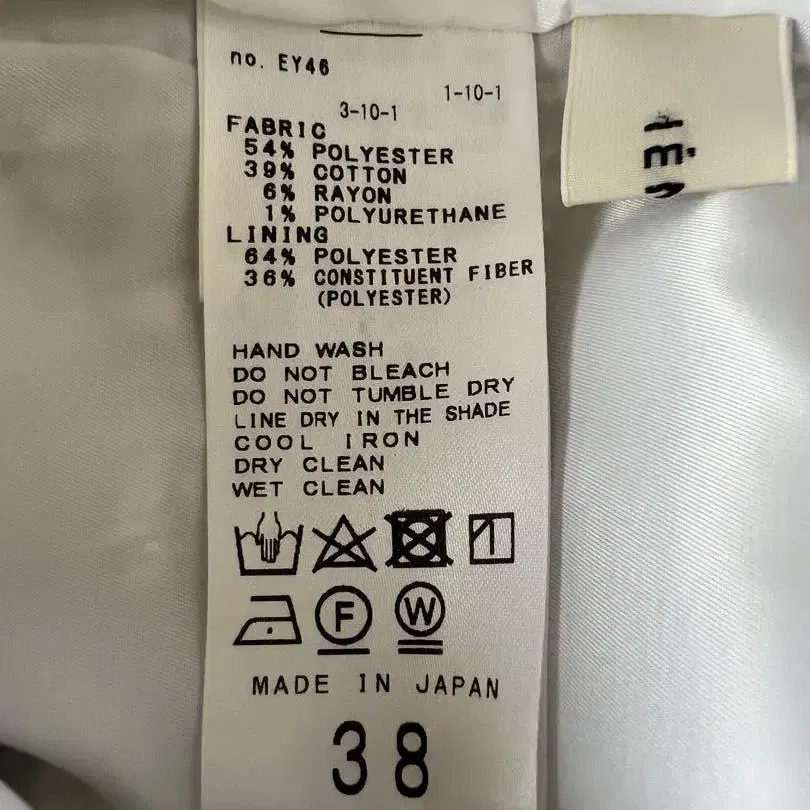 no. EY46
1-10-1
3-10-1
FABRIC
54% POLYESTER
39% COTTON
6% RAYON
1% POLYURETHANE
LINING
64% POLYESTER
36% CONSTITUENT FIBER
(POLYESTER)
HAND WASH
DO NOT BLEACH
DO NOT TUMBLE DRY
LINE DRY IN THE SHADE
COOL IRON
DRY CLEAN
WET CLEAN
F
W
MADE IN JAPAN
38